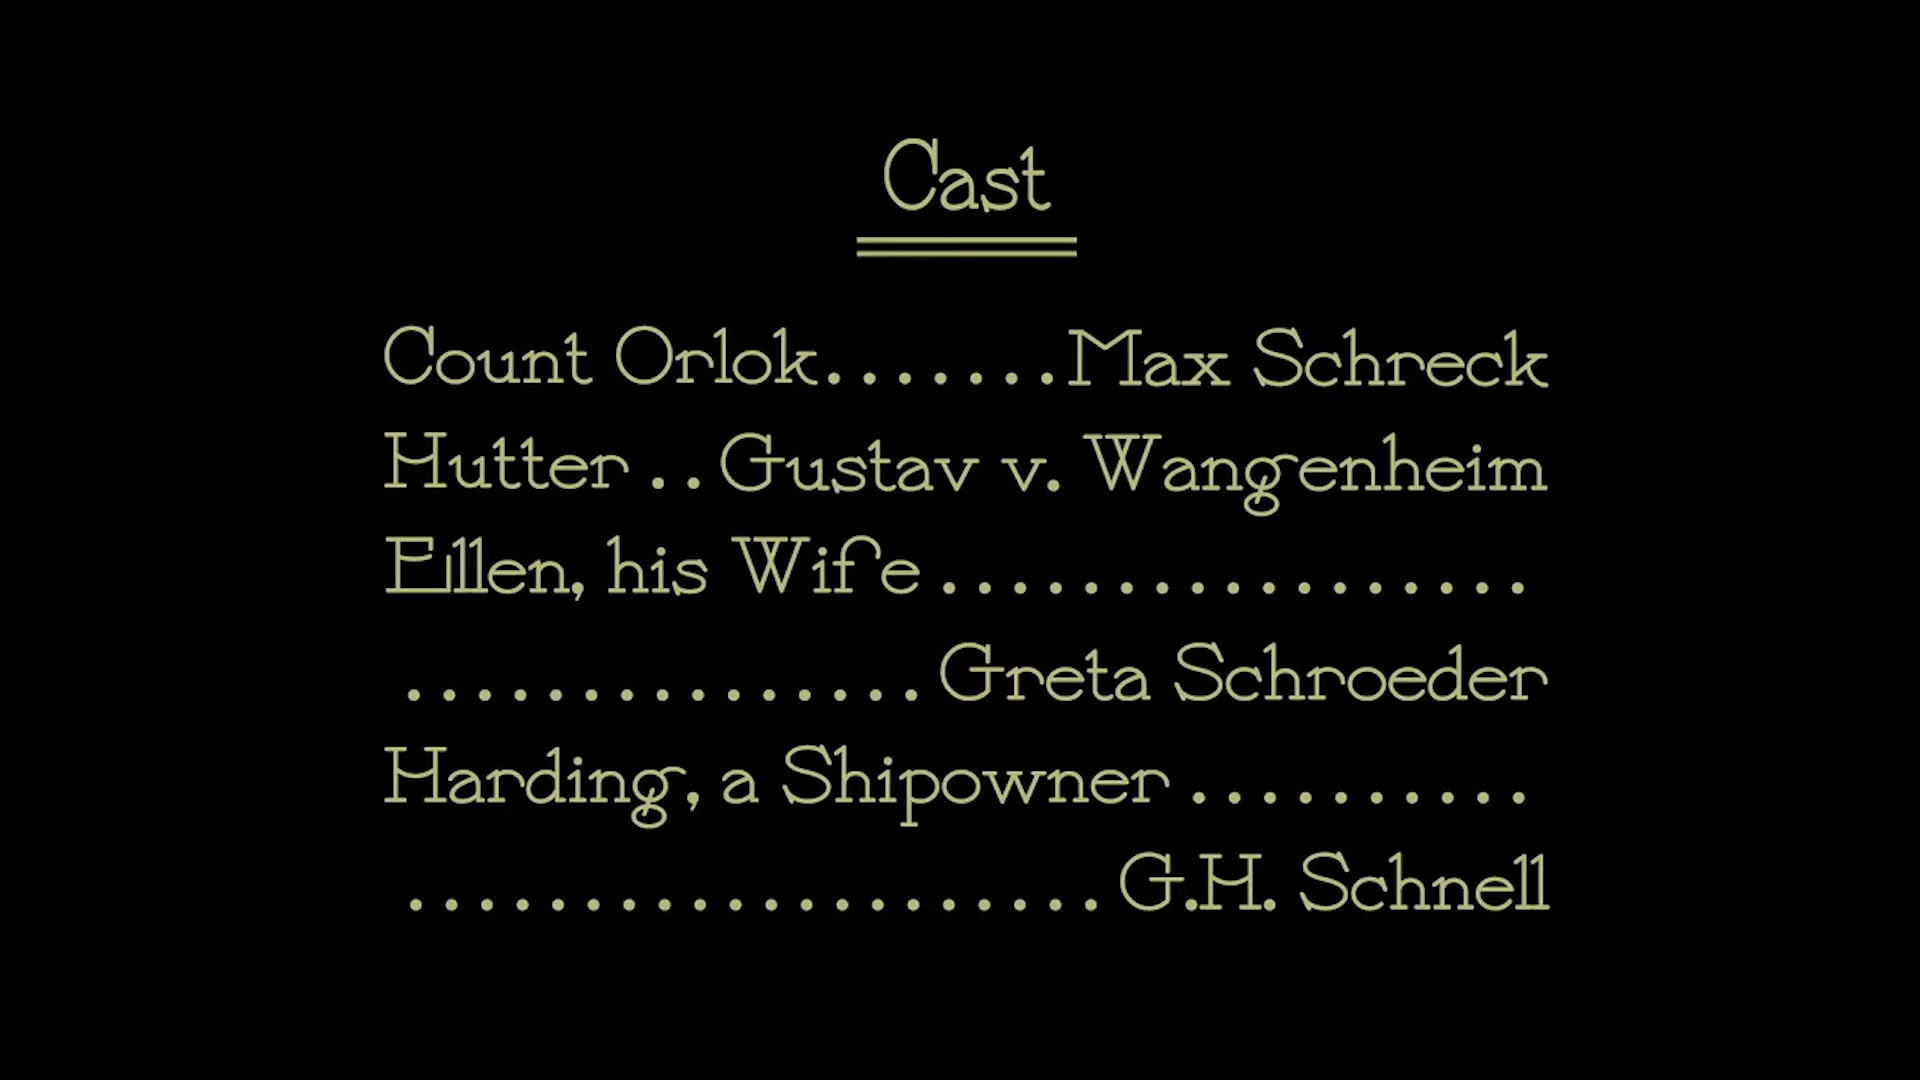 Cast
Count Orlok.......Max Schreck
Hutter ..Gustav v. Wangenheim
Ellen, his Wife .................
...............Greta Schroeder
Harding, a Shipowner ..........
....................G.H. Schnell